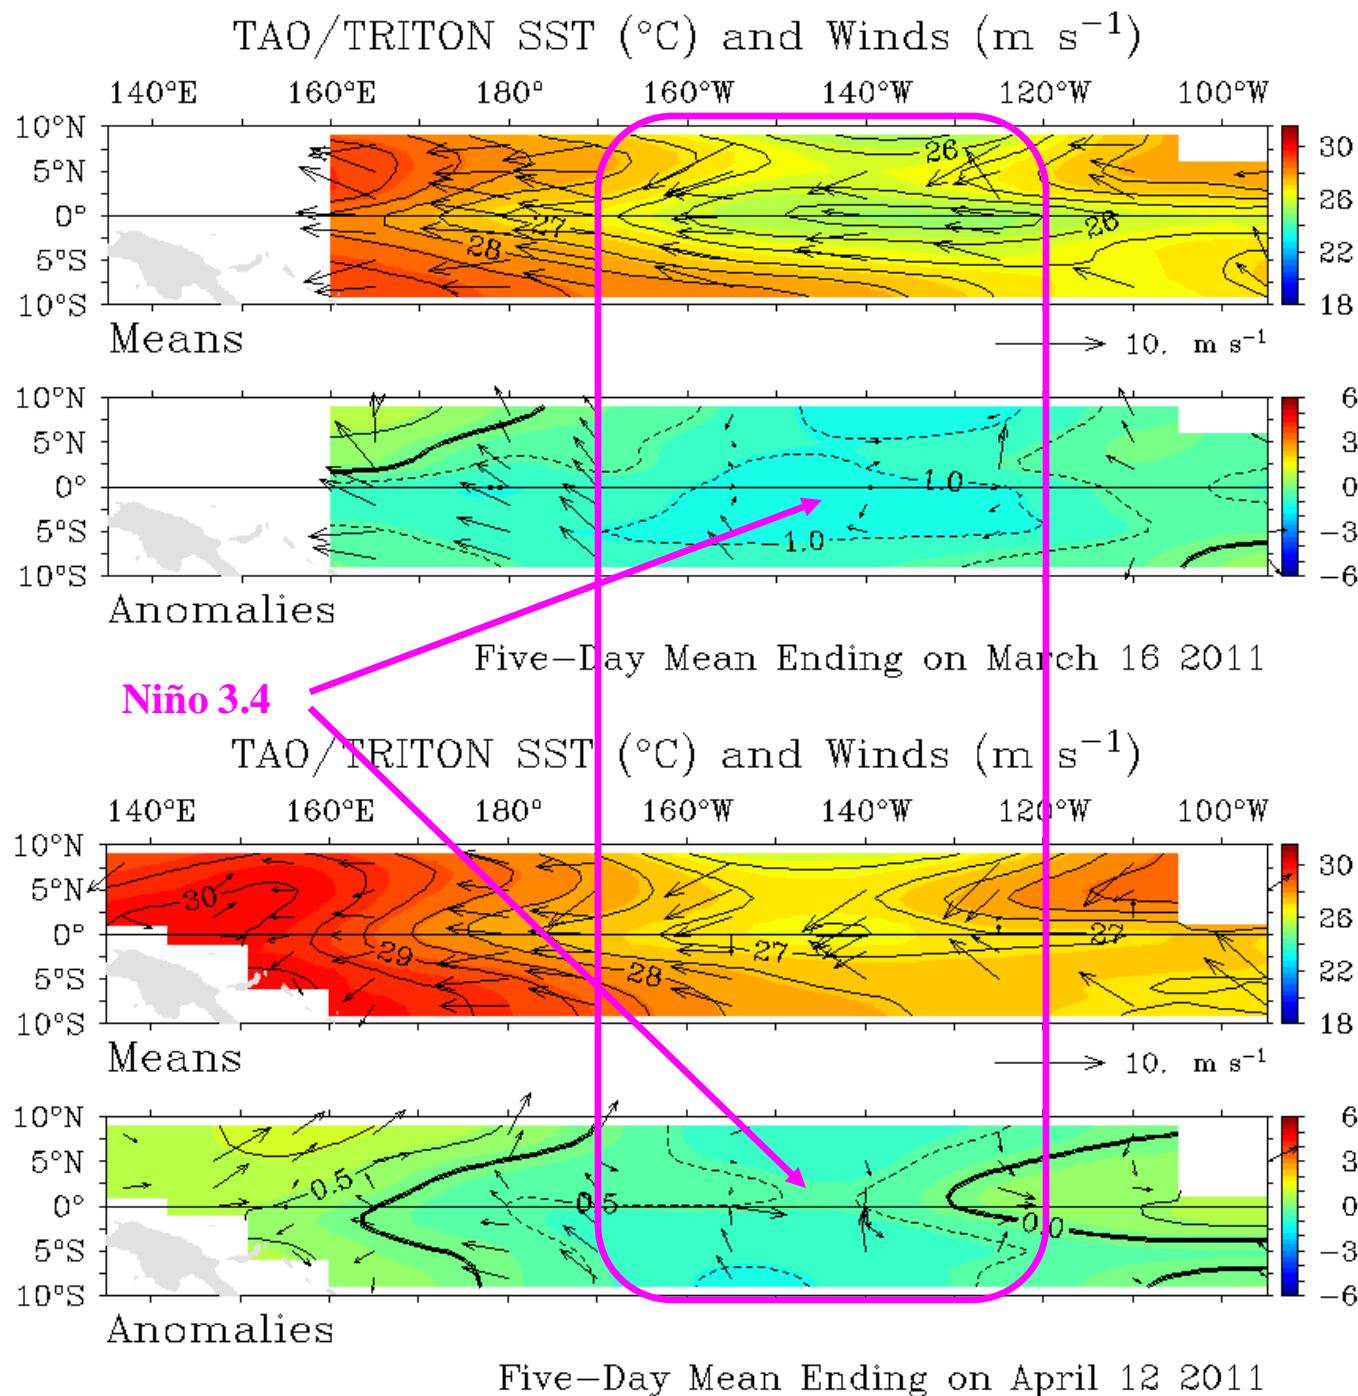 TAO/TRITON SST (°C) and Winds (m s⁻¹)
140°E 160°E 180° 160°W 140°W 120°W 100°W
10°N
5°N
0°
5°S
10°S
26
27
28
28
30
26
22
18
Means
10. m s⁻¹
10°N
5°N
0°
5°S
10°S
-1.0
-1.0
6
3
0
-3
-6
Anomalies
Five-Day Mean Ending on March 16 2011
Niño 3.4
TAO/TRITON SST (°C) and Winds (m s⁻¹)
140°E 160°E 180° 160°W 140°W 120°W 100°W
10°N
5°N
0°
5°S
10°S
30
29
28
27
27
30
26
22
18
Means
10. m s⁻¹
10°N
5°N
0°
5°S
10°S
0.5
-0.5
0.0
6
3
0
-3
-6
Anomalies
Five-Day Mean Ending on April 12 2011